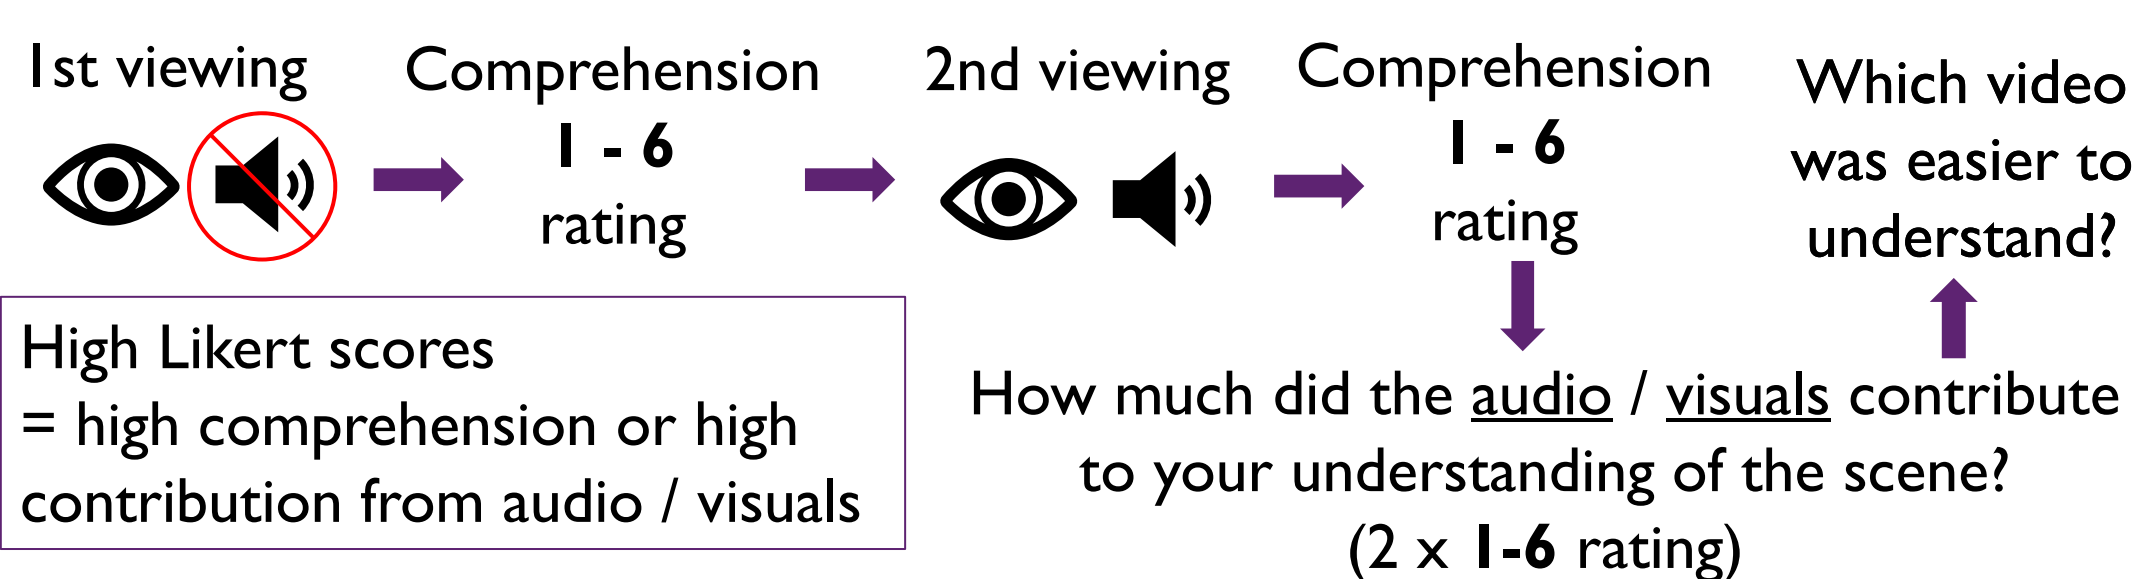 1st viewing
Comprehension
1 - 6
rating
2nd viewing
Comprehension
1 - 6
rating
How much did the audio / visuals contribute
to your understanding of the scene?
(2 x 1-6 rating)
Which video
was easier to
understand?
High Likert scores
= high comprehension or high
contribution from audio / visuals